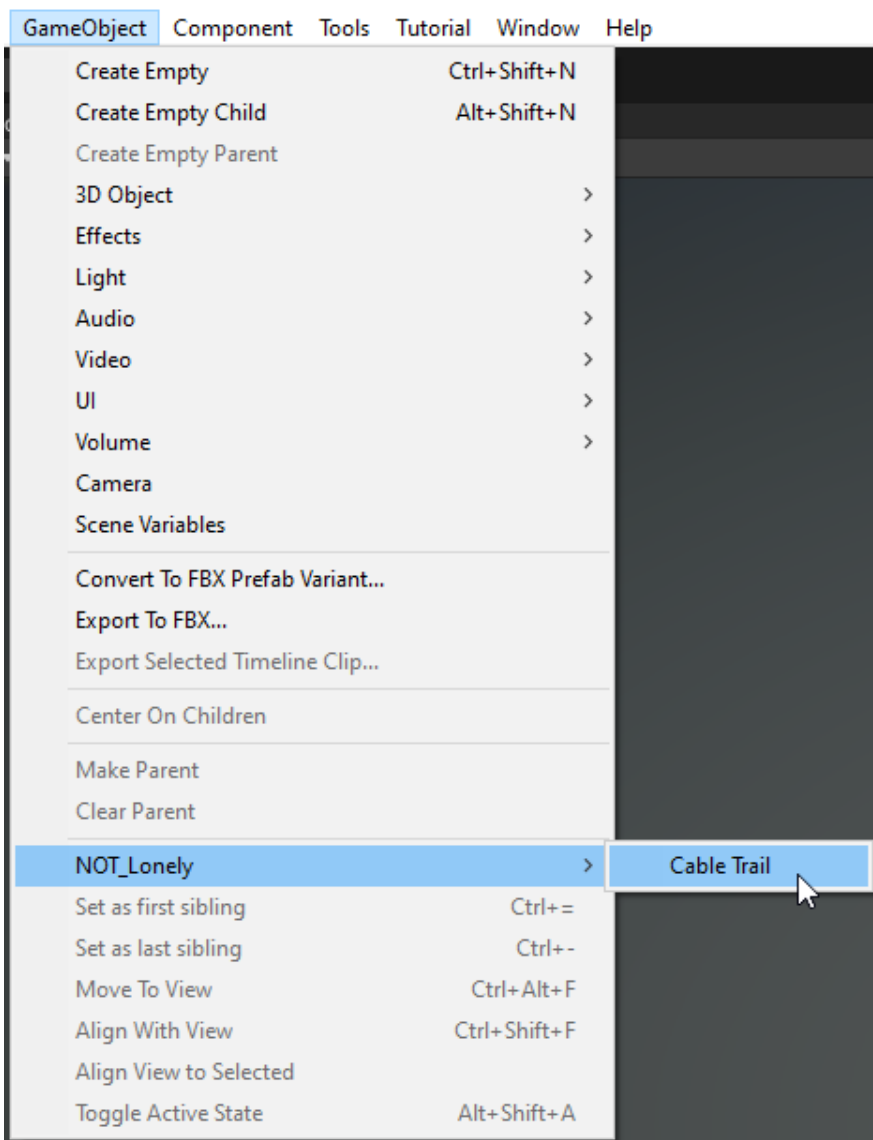 GameObject Component Tools Tutorial Window Help
Create Empty Ctrl+Shift+N
Create Empty Child Alt+Shift+N
Create Empty Parent
3D Object
Effects
Light
Audio
Video
UI
Volume
Camera
Scene Variables
Convert To FBX Prefab Variant...
Export To FBX...
Export Selected Timeline Clip...
Center On Children
Make Parent
Clear Parent
NOT_Lonely Cable Trail
Set as first sibling Ctrl+=
Set as last sibling Ctrl+-
Move To View Ctrl+Alt+F
Align With View Ctrl+Shift+F
Align View to Selected
Toggle Active State Alt+Shift+A